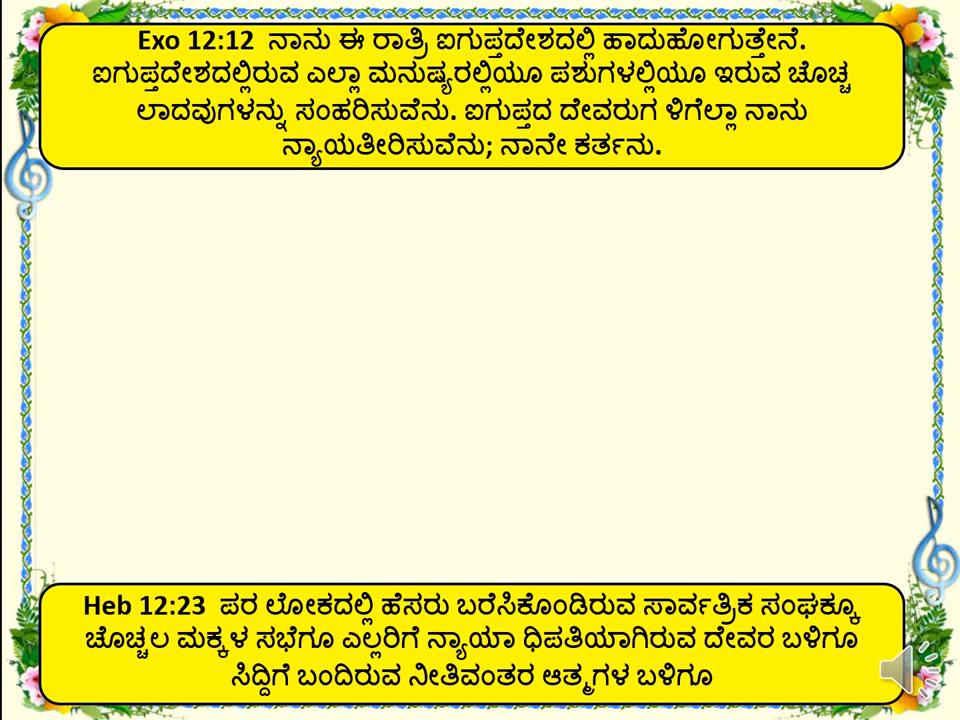 Exo 12:12 ನಾನು ಈ ರಾತ್ರಿ ಐಗುಪ್ತದೇಶದಲ್ಲಿ ಹಾದುಹೋಗುತ್ತೇನೆ.
ಐಗುಪ್ತದೇಶದಲ್ಲಿರುವ ಎಲ್ಲಾ ಮನುಷ್ಯರಲ್ಲಿಯೂ ಪಶುಗಳಲ್ಲಿಯೂ ಇರುವ ಚೊಚ್ಚ
ಲಾದವುಗಳನ್ನು ಸಂಹರಿಸುವೆನು. ಐಗುಪ್ತದ ದೇವರುಗ ಳಿಗೆಲ್ಲಾ ನಾನು
ನ್ಯಾಯತೀರಿಸುವೆನು; ನಾನೇ ಕರ್ತನು.
Heb 12:23 ಪರ ಲೋಕದಲ್ಲಿ ಹೆಸರು ಬರೆಸಿಕೊಂಡಿರುವ ಸಾರ್ವತ್ರಿಕ ಸಂಘಕ್ಕೂ
ಚೊಚ್ಚಲ ಮಕ್ಕಳ ಸಭೆಗೂ ಎಲ್ಲರಿಗೆ ನ್ಯಾಯಾ ಧಿಪತಿಯಾಗಿರುವ ದೇವರ ಬಳಿಗೂ
ಸಿದ್ದಿಗೆ ಬಂದಿರುವ ನೀತಿವಂತರ ಆತ್ಮಗಳ ಬಳಿಗೂ